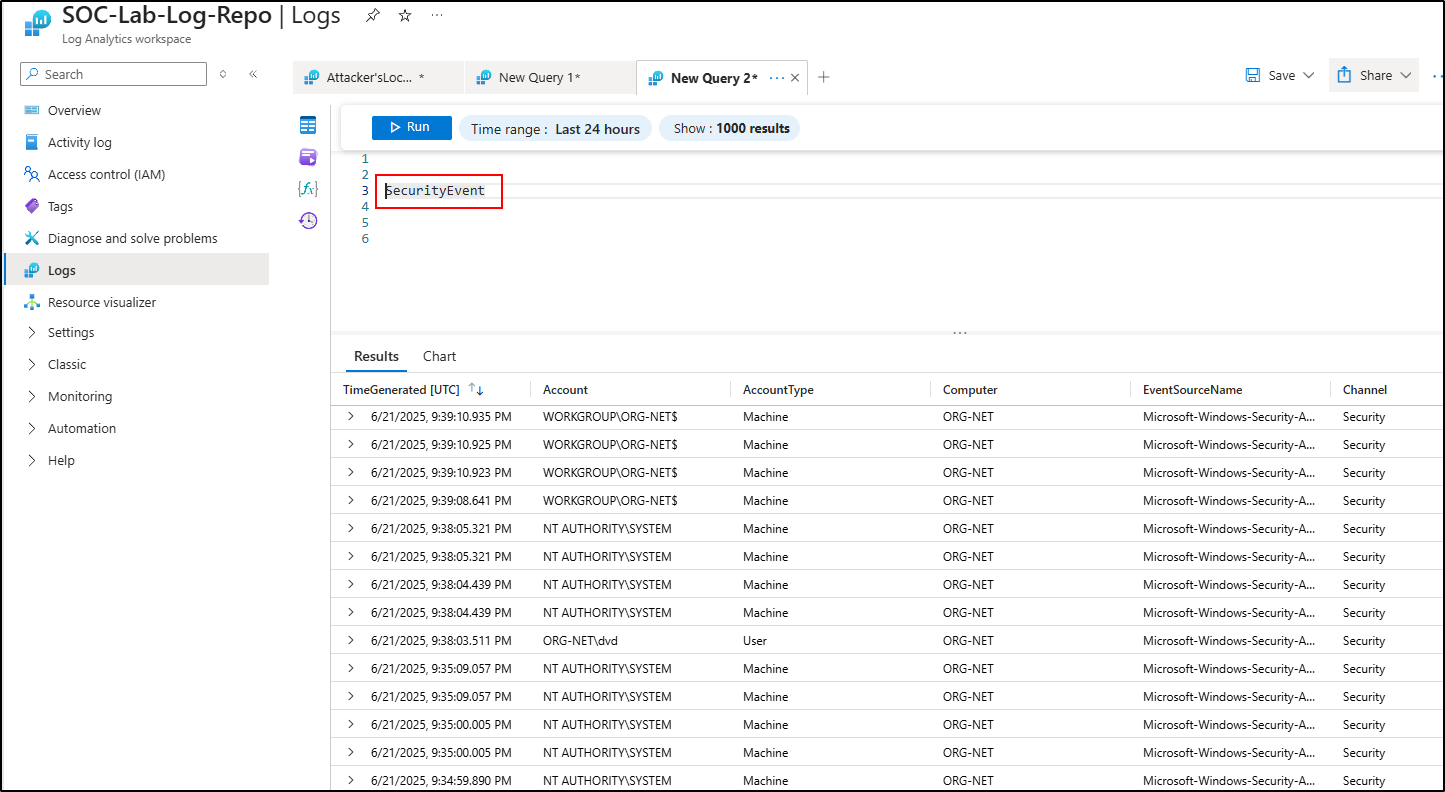 SOC-Lab-Log-Repo | Logs ...
Log Analytics workspace
Search
Overview
Activity log
Access control (IAM)
Tags
Diagnose and solve problems
Logs
Resource visualizer
Settings
Classic
Monitoring
Automation
Help
Attacker'sLoc... * New Query 1* New Query 2* ... × +
Save Share
{fx}
Run Time range : Last 24 hours Show : 1000 results
1
2
3 SecurityEvent
4
5
6
Results Chart
TimeGenerated [UTC] Account AccountType Computer EventSourceName Channel
6/21/2025, 9:39:10.935 PM WORKGROUP\ORG-NET$ Machine ORG-NET Microsoft-Windows-Security-A... Security
6/21/2025, 9:39:10.925 PM WORKGROUP\ORG-NET$ Machine ORG-NET Microsoft-Windows-Security-A... Security
6/21/2025, 9:39:10.923 PM WORKGROUP\ORG-NET$ Machine ORG-NET Microsoft-Windows-Security-A... Security
6/21/2025, 9:39:08.641 PM WORKGROUP\ORG-NET$ Machine ORG-NET Microsoft-Windows-Security-A... Security
6/21/2025, 9:38:05.321 PM NT AUTHORITY\SYSTEM Machine ORG-NET Microsoft-Windows-Security-A... Security
6/21/2025, 9:38:05.321 PM NT AUTHORITY\SYSTEM Machine ORG-NET Microsoft-Windows-Security-A... Security
6/21/2025, 9:38:04.439 PM NT AUTHORITY\SYSTEM Machine ORG-NET Microsoft-Windows-Security-A... Security
6/21/2025, 9:38:04.439 PM NT AUTHORITY\SYSTEM Machine ORG-NET Microsoft-Windows-Security-A... Security
6/21/2025, 9:38:03.511 PM ORG-NET\dvd User ORG-NET Microsoft-Windows-Security-A... Security
6/21/2025, 9:35:09.057 PM NT AUTHORITY\SYSTEM Machine ORG-NET Microsoft-Windows-Security-A... Security
6/21/2025, 9:35:09.057 PM NT AUTHORITY\SYSTEM Machine ORG-NET Microsoft-Windows-Security-A... Security
6/21/2025, 9:35:00.005 PM NT AUTHORITY\SYSTEM Machine ORG-NET Microsoft-Windows-Security-A... Security
6/21/2025, 9:35:00.005 PM NT AUTHORITY\SYSTEM Machine ORG-NET Microsoft-Windows-Security-A... Security
6/21/2025, 9:34:59.890 PM NT AUTHORITY\SYSTEM Machine ORG-NET Microsoft-Windows-Security-A... Security